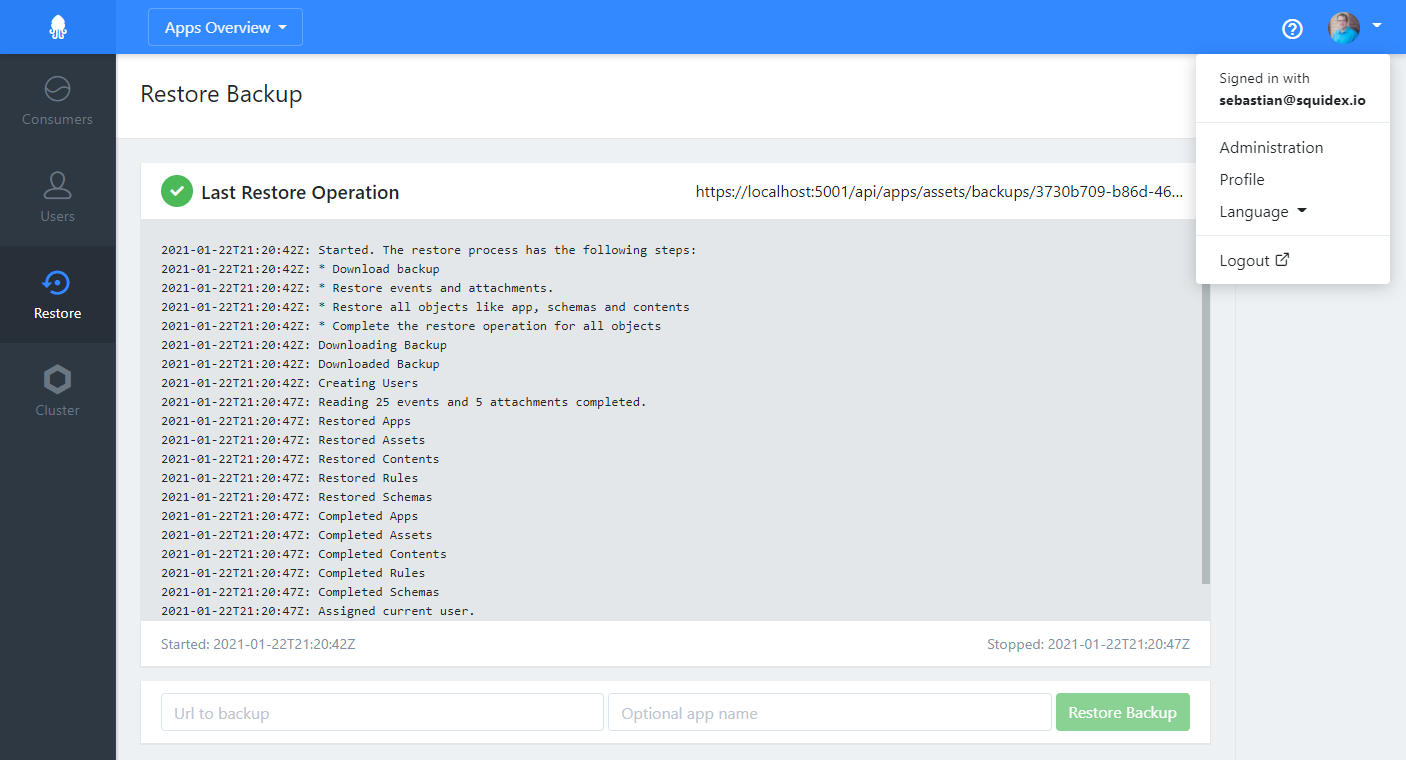 Apps Overview
Signed in with
sebastian@squidex.io
Administration
Profile
Language
Logout
Consumers
Users
Restore
Cluster
Restore Backup
Last Restore Operation
https://localhost:5001/api/apps/assets/backups/3730b709-b86d-46...
2021-01-22T21:20:42Z: Started. The restore process has the following steps:
2021-01-22T21:20:42Z: * Download backup
2021-01-22T21:20:42Z: * Restore events and attachments.
2021-01-22T21:20:42Z: * Restore all objects like app, schemas and contents
2021-01-22T21:20:42Z: * Complete the restore operation for all objects
2021-01-22T21:20:42Z: Downloading Backup
2021-01-22T21:20:42Z: Downloaded Backup
2021-01-22T21:20:42Z: Creating Users
2021-01-22T21:20:47Z: Reading 25 events and 5 attachments completed.
2021-01-22T21:20:47Z: Restored Apps
2021-01-22T21:20:47Z: Restored Assets
2021-01-22T21:20:47Z: Restored Contents
2021-01-22T21:20:47Z: Restored Rules
2021-01-22T21:20:47Z: Restored Schemas
2021-01-22T21:20:47Z: Completed Apps
2021-01-22T21:20:47Z: Completed Assets
2021-01-22T21:20:47Z: Completed Contents
2021-01-22T21:20:47Z: Completed Rules
2021-01-22T21:20:47Z: Completed Schemas
2021-01-22T21:20:47Z: Assigned current user.
Started: 2021-01-22T21:20:42Z
Stopped: 2021-01-22T21:20:47Z
Url to backup
Optional app name
Restore Backup